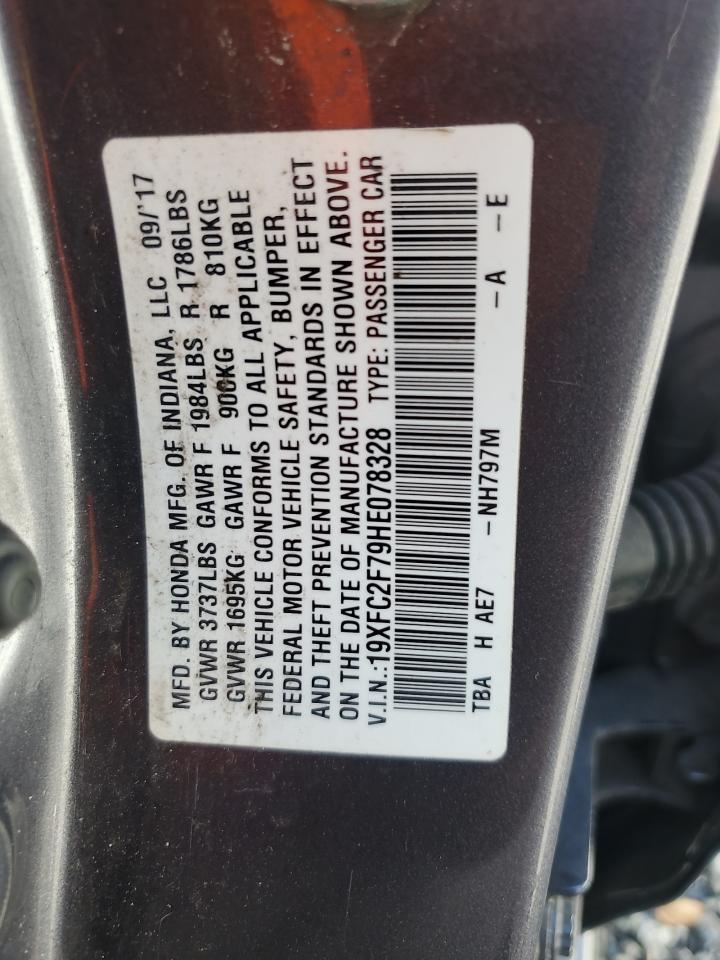 MFD. BY HONDA MFG. OF INDIANA, LLC 09/'17
GVWR 3737LBS GAWR F 1984LBS R 1786LBS
GVWR 1695KG GAWR F 900KG R 810KG
THIS VEHICLE CONFORMS TO ALL APPLICABLE
FEDERAL MOTOR VEHICLE SAFETY, BUMPER,
AND THEFT PREVENTION STANDARDS IN EFFECT
ON THE DATE OF MANUFACTURE SHOWN ABOVE.
V.I.N.:19XFC2F79HE078328 TYPE: PASSENGER CAR
TBA H AE7 -NH797M -A -E